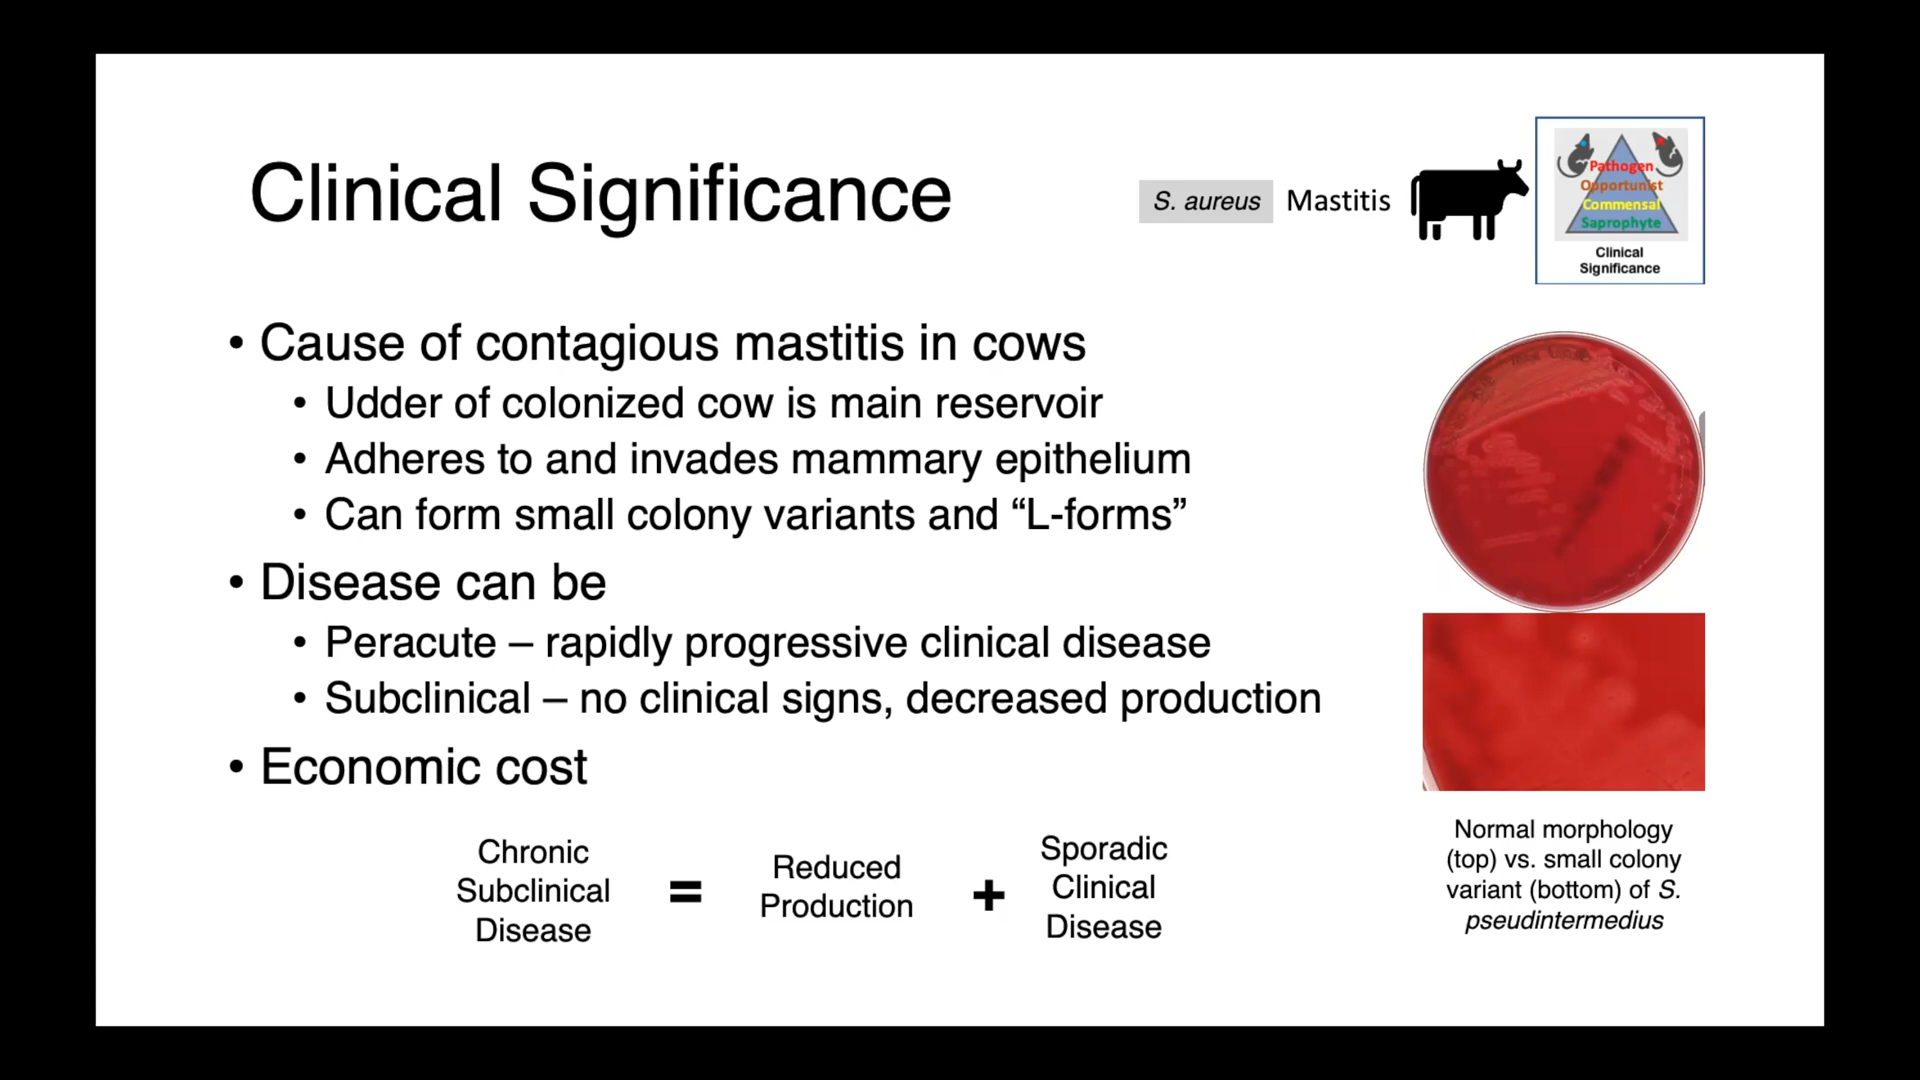 Clinical Significance
S. aureus Mastitis
Pathogen
Opportunist
Commensal
Saprophyte
Clinical
Significance
• Cause of contagious mastitis in cows
• Udder of colonized cow is main reservoir
• Adheres to and invades mammary epithelium
• Can form small colony variants and “L-forms”
• Disease can be
• Peracute – rapidly progressive clinical disease
• Subclinical – no clinical signs, decreased production
• Economic cost
Chronic
Subclinical
Disease
=
Reduced
Production
+
Sporadic
Clinical
Disease
Normal morphology
(top) vs. small colony
variant (bottom) of S.
pseudintermedius